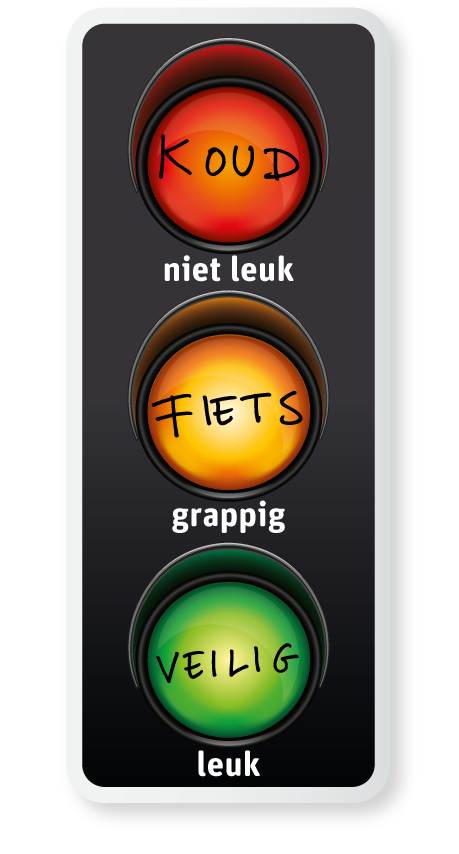 KOUD
niet leuk
FIETS
grappig
VEILIG
leuk